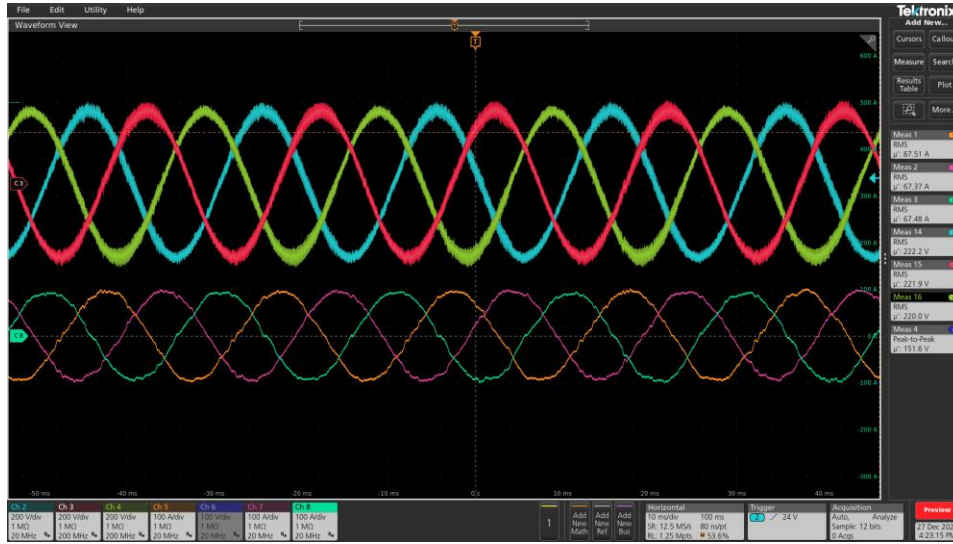 File Edit Utility Help
Tektronix
Waveform View
Add New...
Cursors Callou
Measure Search
Results
Table
Plot
More...
600 A
500 A
400
300 A
200 A
100 A
-100 A
-200 A
-300 A
C 3
C 8
T
Meas 1
RMS
μ': 67.51 A
Meas 2
RMS
μ': 67.37 A
Meas 3
RMS
μ': 67.48 A
Meas 14
RMS
μ': 222.2 V
Meas 15
RMS
μ': 221.9 V
Meas 16
RMS
μ': 220.0 V
Meas 4
Peak-to-Peak
μ': 151.6 V
-50 ms -40 ms -30 ms -20 ms -10 ms 0 s 10 ms 20 ms 30 ms 40 ms
Ch 2 Ch 3 Ch 4 Ch 5 Ch 6 Ch 7 Ch 8
200 V/div 200 V/div 200 V/div 100 A/div 100 V/div 100 A/div 100 A/div
1 MΩ 1 MΩ 1 MΩ 1 MΩ 1 MΩ 1 MΩ 1 MΩ
20 MHz 200 MHz 200 MHz 20 MHz 200 MHz 20 MHz 20 MHz
1
Add New Math
Add New Ref
Add New Bus
Horizontal
10 ms/div 100 ms
SR: 12.5 MS/s 80 ns/pt
RL: 1.25 Mpts 53.6%
Trigger
2 24 V
Acquisition
Auto, Analyze
Sample: 12 bits
0 Acqs
Preview
27 Dec 202
4:23:15 PM